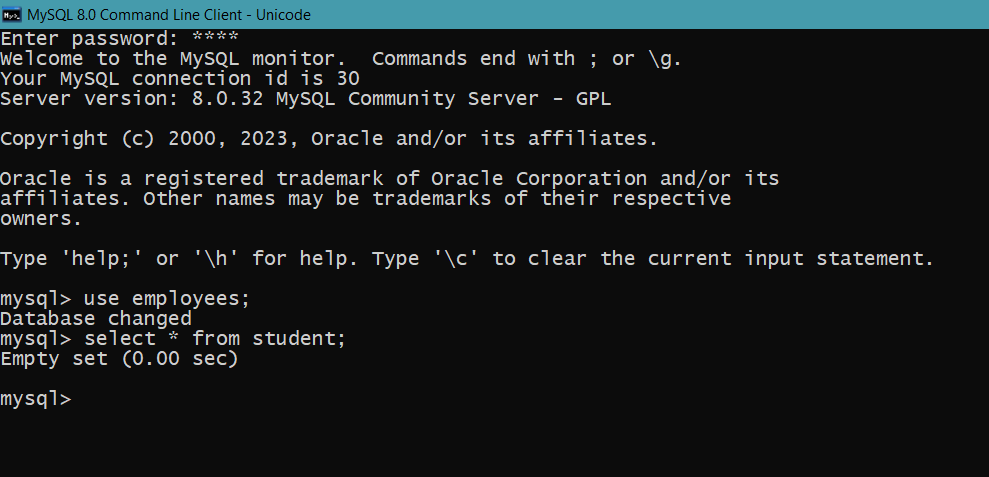 MySQL 8.0 Command Line Client - Unicode
Enter password: ****
Welcome to the MySQL monitor.  Commands end with ; or \g.
Your MySQL connection id is 30
Server version: 8.0.32 MySQL Community Server - GPL
Copyright (c) 2000, 2023, Oracle and/or its affiliates.
Oracle is a registered trademark of Oracle Corporation and/or its
affiliates. Other names may be trademarks of their respective
owners.
Type 'help;' or '\h' for help. Type '\c' to clear the current input statement.
mysql> use employees;
Database changed
mysql> select * from student;
Empty set (0.00 sec)
mysql>